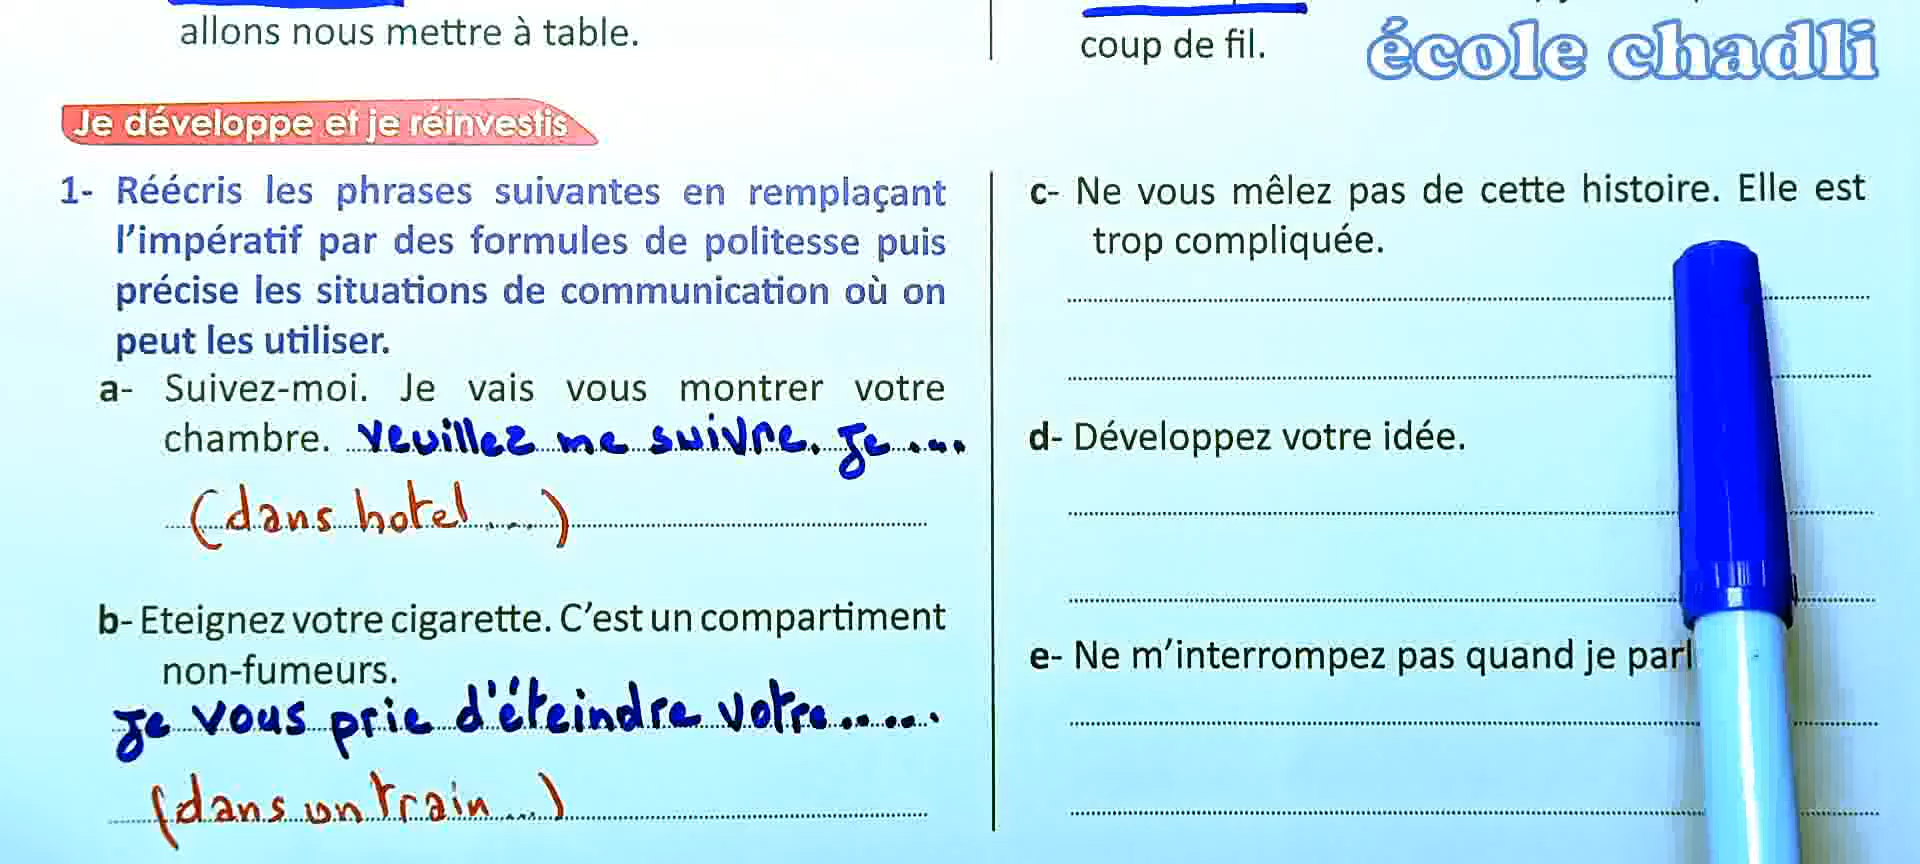 allons nous mettre à table.
coup de fil.
école chadli
Je développe et je réinvestis
1- Réécris les phrases suivantes en remplaçant
l'impératif par des formules de politesse puis
précise les situations de communication où on
peut les utiliser.
a- Suivez-moi. Je vais vous montrer votre
chambre. veuillez me suivre. Je ...
(dans hotel ...)
b- Eteignez votre cigarette. C'est un compartiment
non-fumeurs.
Je vous prie d'éteindre votre......
(dans un train ...)
c- Ne vous mêlez pas de cette histoire. Elle est
trop compliquée.
d- Développez votre idée.
e- Ne m'interrompez pas quand je parl